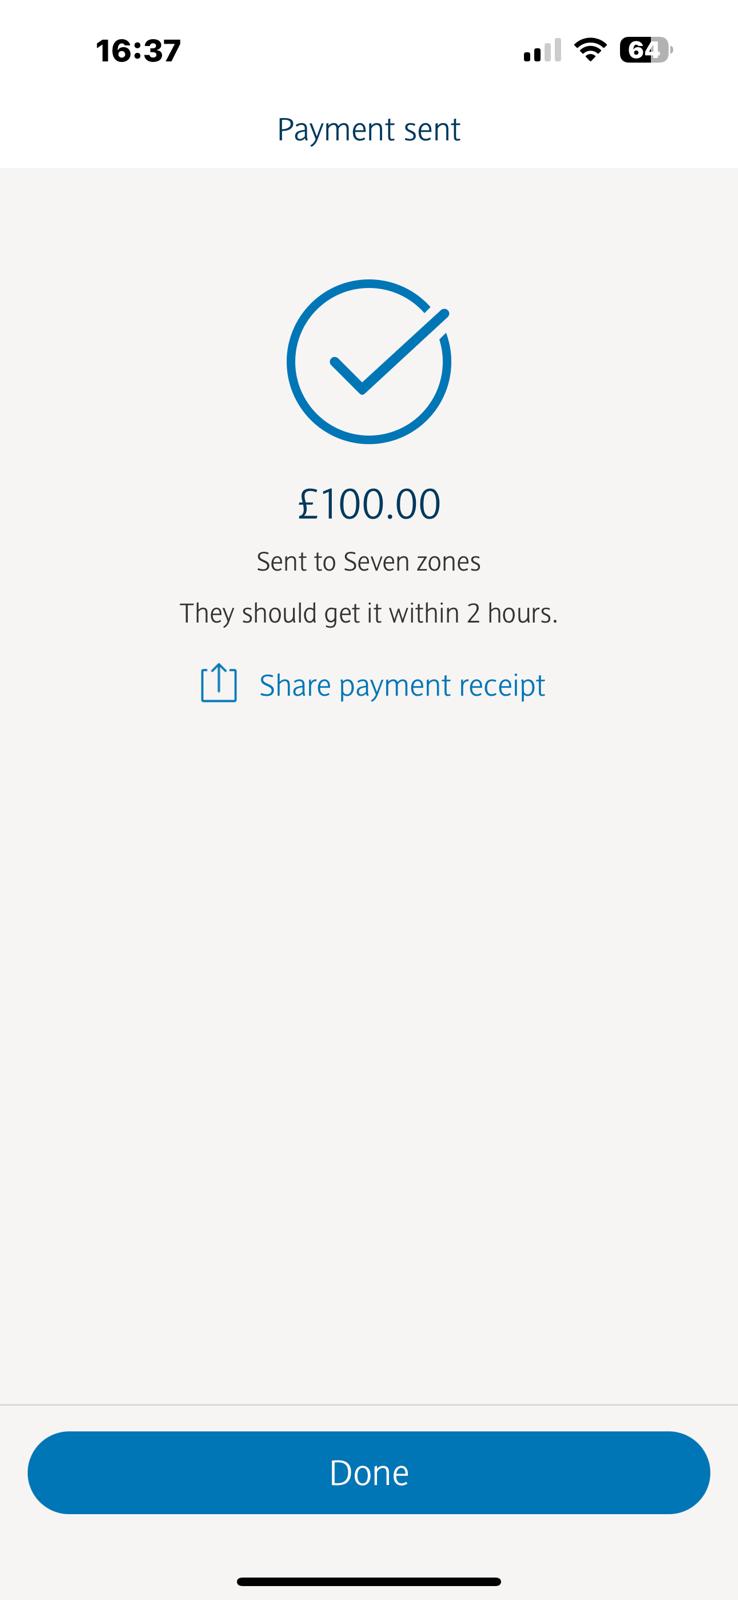 16:37
64
Payment sent
£100.00
Sent to Seven zones
They should get it within 2 hours.
Share payment receipt
Done